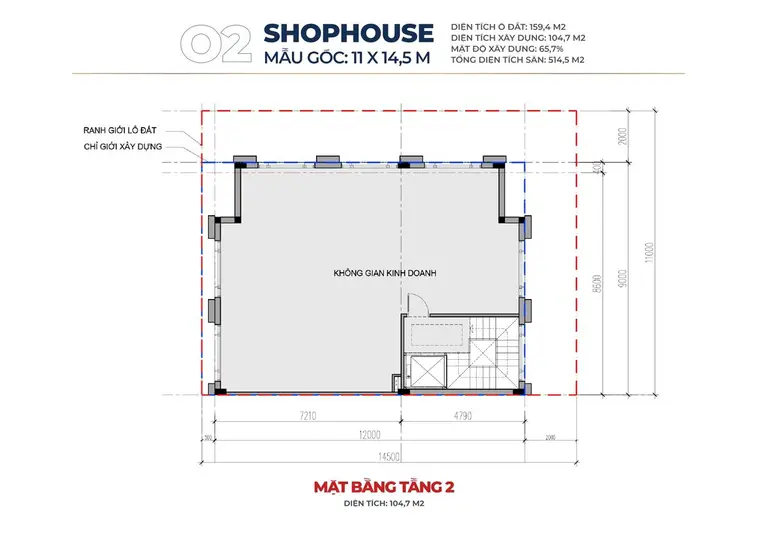 02 SHOPHOUSE
MẪU GÓC: 11 X 14,5 M
DIỆN TÍCH Ô ĐẤT: 159,4 M2
DIỆN TÍCH XÂY DỰNG: 104,7 M2
MẬT ĐỘ XÂY DỰNG: 65,7%
TỔNG DIỆN TÍCH SÀN: 514,5 M2
RANH GIỚI LÔ ĐẤT
CHỈ GIỚI XÂY DỰNG
2000
400
11000
9000
8600
KHÔNG GIAN KINH DOANH
7210
4790
500
12000
2000
14500
MẶT BẰNG TẦNG 2
DIỆN TÍCH: 104,7 M2